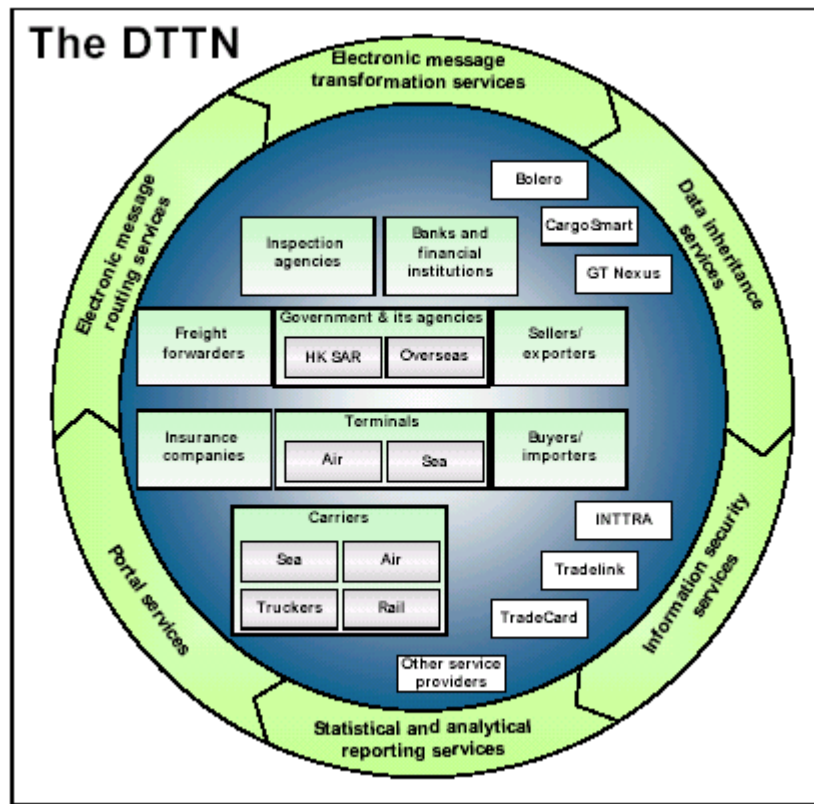 The DTTN
Electronic message
transformation services
Data inheritance
services
Information security
services
Statistical and analytical
reporting services
Portal services
Electronic message
routing services
Bolero
CargoSmart
GT Nexus
Inspection
agencies
Banks and
financial
institutions
Freight
forwarders
Government & its agencies
HK SAR
Overseas
Sellers/
exporters
Insurance
companies
Terminals
Air
Sea
Buyers/
importers
Carriers
Sea
Air
Truckers
Rail
INTTRA
Tradelink
TradeCard
Other service
providers